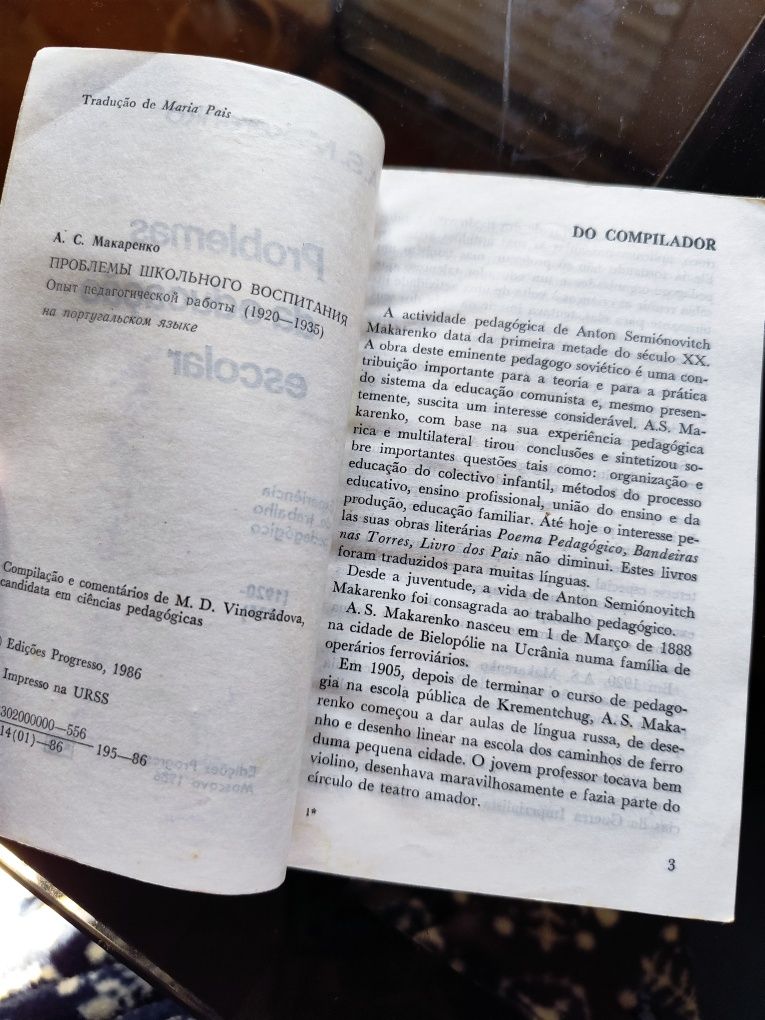 Tradução de Maria Pais
А. С. Макаренко
ПРОБЛЕМЫ ШКОЛЬНОГО ВОСПИТАНИЯ
Опыт педагогической работы (1920—1935)
на португальском языке
Compilação e comentários de M. D. Vinográdova,
candidata em ciências pedagógicas
Edições Progresso, 1986
Impresso na URSS
302000000—556
14(01)—86
195—86
DO COMPILADOR
A actividade pedagógica de Anton Semiónovitch
Makarenko data da primeira metade do século XX.
A obra deste eminente pedagogo soviético é uma con-
tribuição importante para a teoria e para a prática
do sistema da educação comunista e, mesmo presen-
temente, suscita um interesse considerável. A.S. Ma-
karenko, com base na sua experiência pedagógica
rica e multilateral tirou conclusões e sintetizou so-
bre importantes questões tais como: organização e
educação do colectivo infantil, métodos do processo
educativo, ensino profissional, união do ensino e da
produção, educação familiar. Até hoje o interesse pe-
las suas obras literárias Poema Pedagógico, Bandeiras
nas Torres, Livro dos Pais não diminui. Estes livros
foram traduzidos para muitas línguas.
Desde a juventude, a vida de Anton Semiónovitch
Makarenko foi consagrada ao trabalho pedagógico.
A. S. Makarenko nasceu em 1 de Março de 1888
na cidade de Bielopólie na Ucrânia numa família de
operários ferroviários.
Em 1905, depois de terminar o curso de pedago-
gia na escola pública de Krementchug, A. S. Maka-
renko começou a dar aulas de língua russa, de dese-
nho e desenho linear na escola dos caminhos de ferro
duma pequena cidade. O jovem professor tocava bem
violino, desenhava maravilhosamente e fazia parte do
círculo de teatro amador.
1*
3